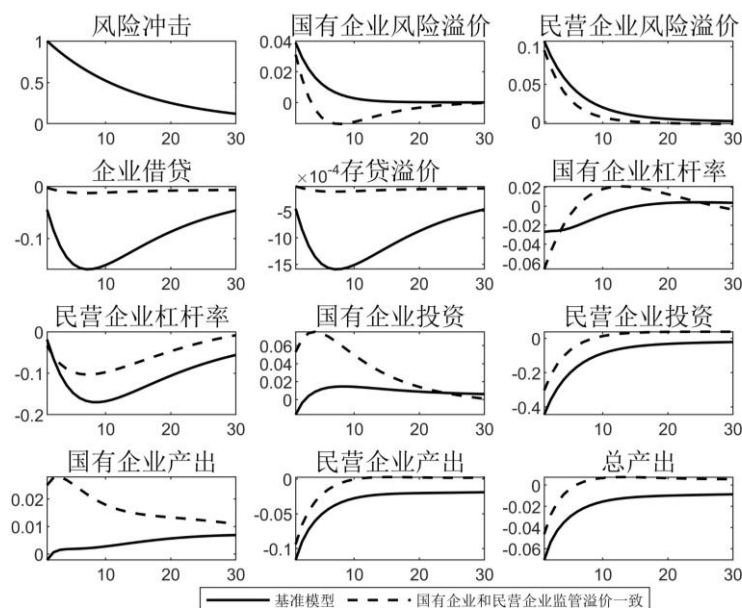 风险冲击 国有企业风险溢价 民营企业风险溢价
1 0.04 0.1
0.5 0.02 0.05
0 0 0
10 20 30 10 20 30 10 20 30
企业借贷 ×10⁻⁴存贷溢价 国有企业杠杆率
0 -5 0.02
-0.1 -10 0
-15 -0.02
-0.04
-0.06
10 20 30 10 20 30 10 20 30
民营企业杠杆率 国有企业投资 民营企业投资
0 0.06 0
-0.1 0.04 -0.2
-0.2 0.02 -0.4
0
10 20 30 10 20 30 10 20 30
国有企业产出 民营企业产出 总产出
0.02 0 0
0.01 -0.05 -0.02
0 -0.1 -0.04
-0.06
10 20 30 10 20 30 10 20 30
基准模型 国有企业和民营企业监管溢价一致